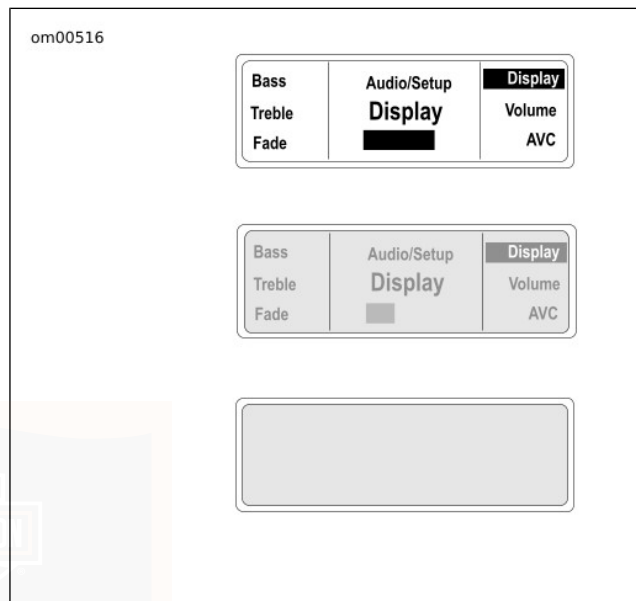 om00516
Bass Audio/Setup Display
Treble Display Volume
Fade AVC
Bass Audio/Setup Display
Treble Display Volume
Fade AVC